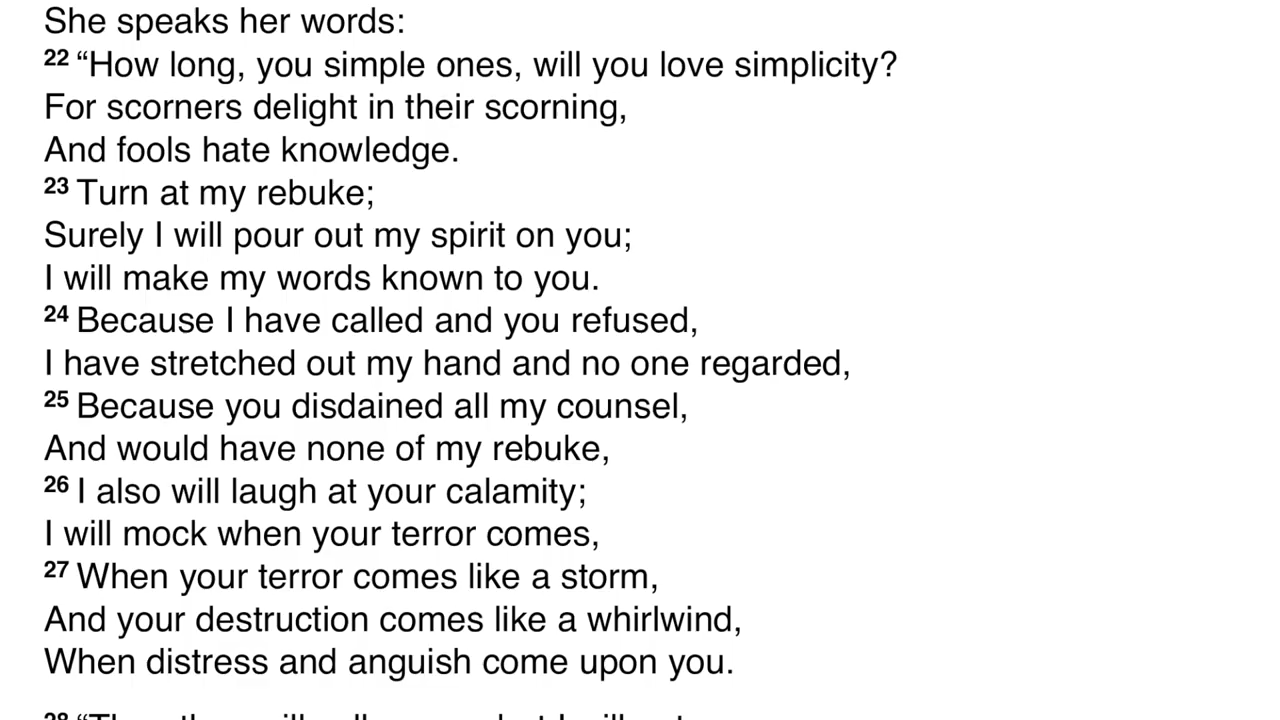 She speaks her words:
22 “How long, you simple ones, will you love simplicity?
For scorners delight in their scorning,
And fools hate knowledge.
23 Turn at my rebuke;
Surely I will pour out my spirit on you;
I will make my words known to you.
24 Because I have called and you refused,
I have stretched out my hand and no one regarded,
25 Because you disdained all my counsel,
And would have none of my rebuke,
26 I also will laugh at your calamity;
I will mock when your terror comes,
27 When your terror comes like a storm,
And your destruction comes like a whirlwind,
When distress and anguish come upon you.